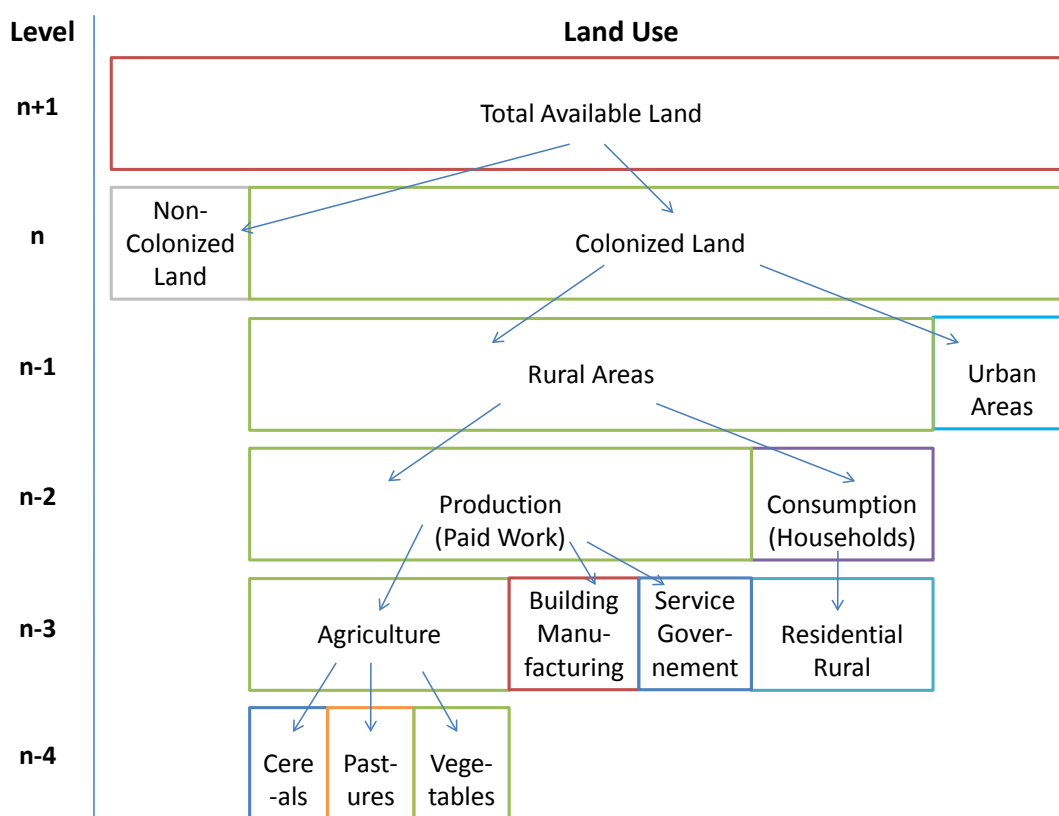 Level
Land Use
n+1
Total Available Land
n
Non-
Colonized
Land
Colonized Land
n-1
Rural Areas
Urban
Areas
n-2
Production
(Paid Work)
Consumption
(Households)
n-3
Agriculture
Building
Manu-
facturing
Service
Gover-
nement
Residential
Rural
n-4
Cere
-als
Past-
ures
Vege-
tables